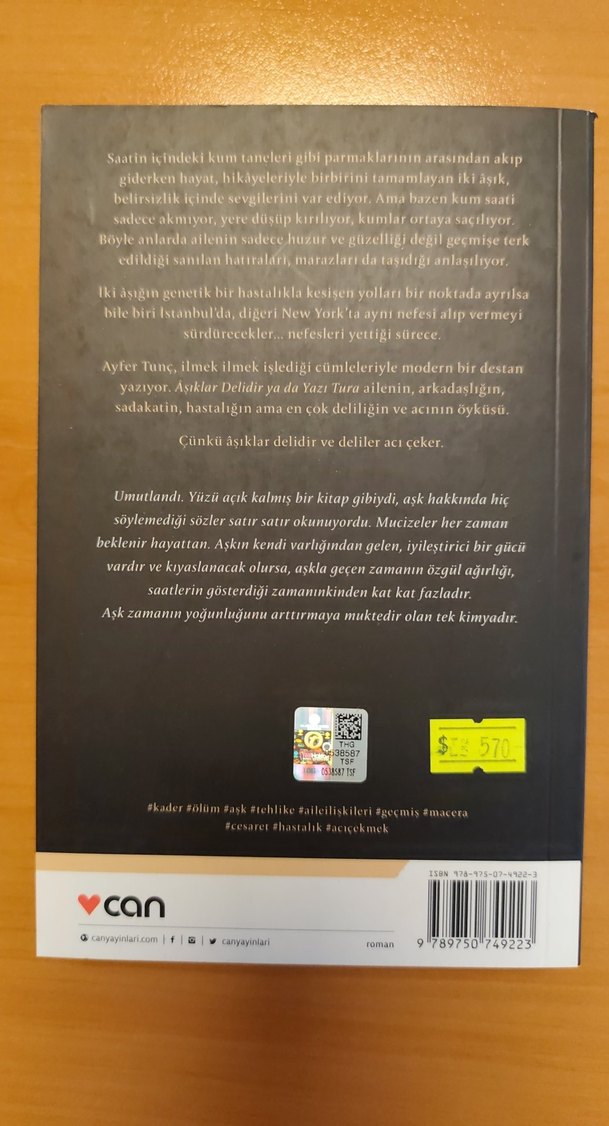 Saatin içindeki kum taneleri gibi parmaklarının arasından akıp
giderken hayat, hikâyeleriyle birbirini tamamlayan iki âşık,
belirsizlik içinde sevgilerini var ediyor. Ama bazen kum saati
sadece akmıyor, yere düşüp kırılıyor, kumlar ortaya saçılıyor.
Böyle anlarda ailenin sadece huzur ve güzelliği değil geçmişe terk
edildiği sanılan hatıraları, marazları da taşıdığı anlaşılıyor.
İki âşığın genetik bir hastalıkla kesişen yolları bir noktada ayrılsa
bile biri İstanbul'da, diğeri New York'ta aynı nefesi alıp vermeyi
sürdürecekler... nefesleri yettiği sürece.
Ayfer Tunç, ilmek ilmek işlediği cümleleriyle modern bir destan
yazıyor. Âşıklar Delidir ya da Yazı Tura ailenin, arkadaşlığın,
sadakatin, hastalığın ama en çok deliliğin ve acının öyküsü.
Çünkü âşıklar delidir ve deliler acı çeker.
Umutlandı. Yüzü açık kalmış bir kitap gibiydi, aşk hakkında hiç
söylemediği sözler satır satır okunuyordu. Mucizeler her zaman
beklenir hayattan. Aşkın kendi varlığından gelen, iyileştirici bir gücü
vardır ve kıyaslanacak olursa, aşkla geçen zamanın özgül ağırlığı,
saatlerin gösterdiği zamanınkinden kat kat fazladır.
Aşk zamanın yoğunluğunu arttırmaya muktedir olan tek kimyadır.
THG
0538587
TSF
0538587 TSF
570
#kader #ölüm #aşk #tehlike #aileilişkileri #geçmiş #macera
#cesaret #hastalık #acıçekmek
ISBN 978-975-07-4922-3
can
canyayinlari.com | f | | canyayinlari
roman
9 789750 749223